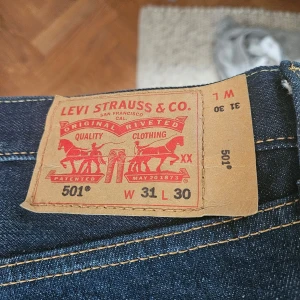 LEVI STRAUSS & CO.
SAN FRANCISCO
CAL.
ORIGINAL RIVETED
QUALITY CLOTHING
XX
PATENTED MAY 20 1873
501® W 31 L 30
501®
31 30
W L